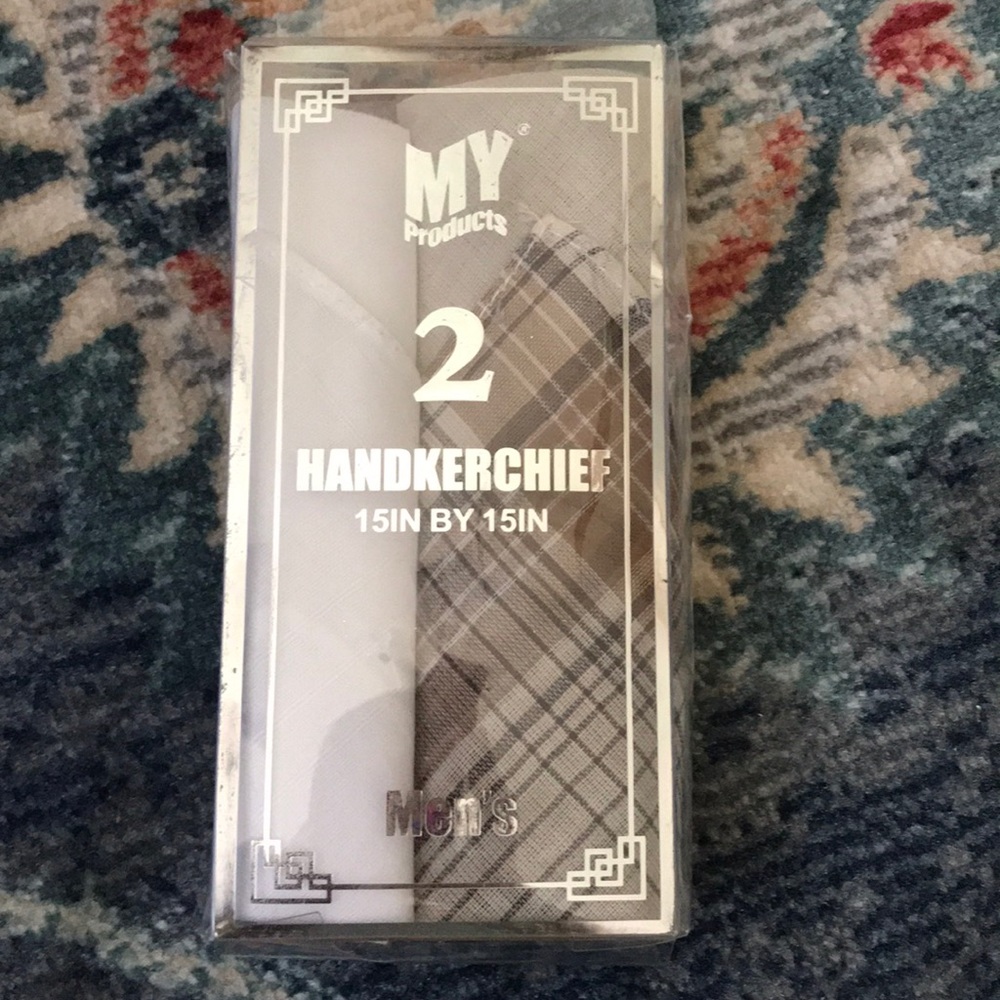 MY®
Products
2
HANDKERCHIEF
15IN BY 15IN
Men's